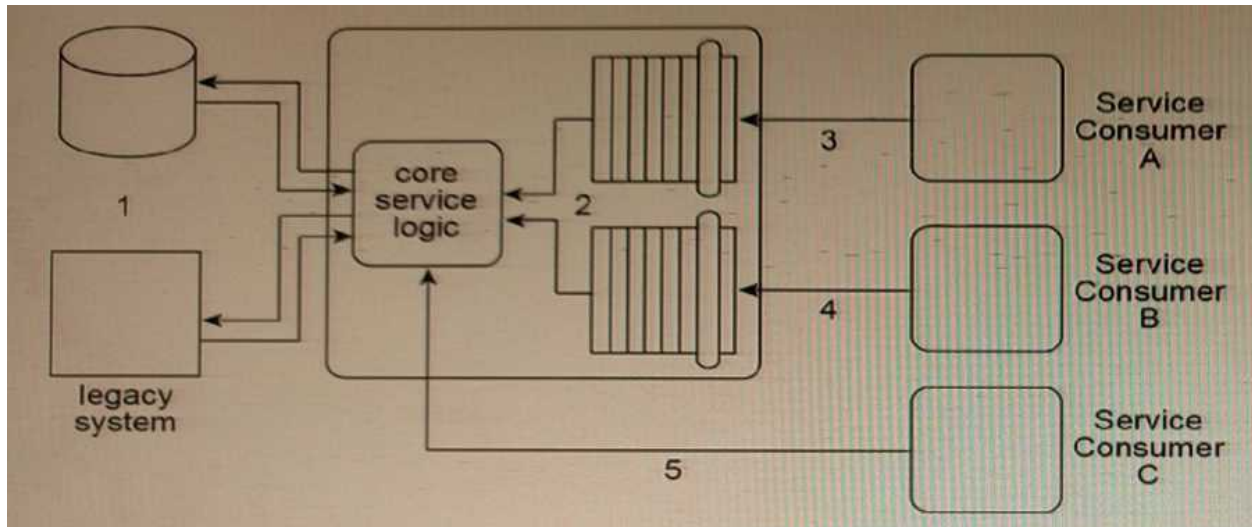 1
legacy
system
core
service
logic
2
3
Service
Consumer
A
4
Service
Consumer
B
5
Service
Consumer
C